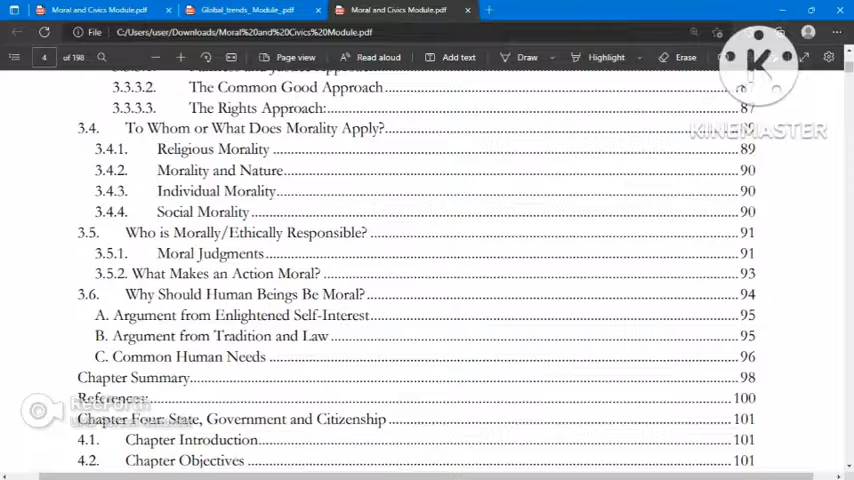 Moral and Civics Module.pdf
Global_trends_ Module_.pdf
Moral and Civics Module.pdf
File
C:/Users/user/Downloads/Moral%20and%20Civics%20Module.pdf
4 of 198
Page view
Read aloud
Add text
Draw
Highlight
Erase
KINEMASTER
3.3.3.2. The Common Good Approach 87
3.3.3.3. The Rights Approach: 87
3.4. To Whom or What Does Morality Apply?
3.4.1 Religious Morality 89
3.4.2 Morality and Nature 90
3.4.3 Individual Morality 90
3.4.4 Social Morality 90
3.5. Who is Morally/Ethically Responsible? 91
3.5.1. Moral Judgments 91
3.5.2. What Makes an Action Moral? 93
3.6. Why Should Human Beings Be Moral? 94
A. Argument from Enlightened Self-Interest 95
B. Argument from Tradition and Law 95
C. Common Human Needs 96
Chapter Summary 98
References: 100
Chapter Four: State, Government and Citizenship 101
4.1. Chapter Introduction 101
4.2. Chapter Objectives 101